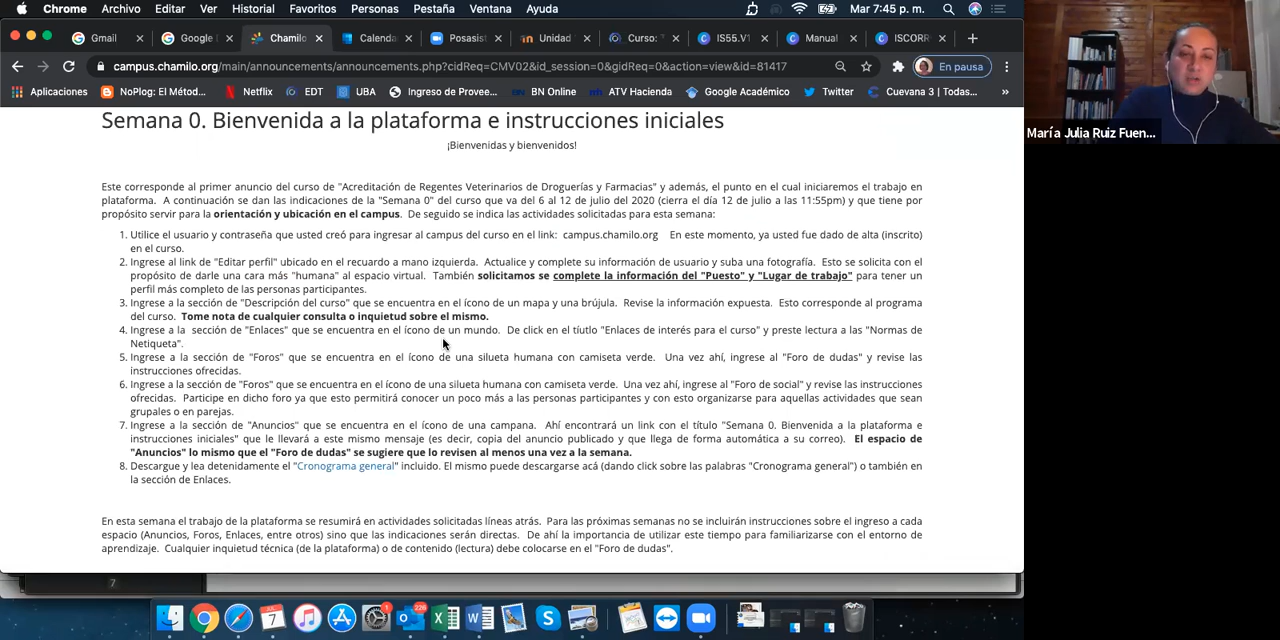 Chrome Archivo Editar Ver Historial Favoritos Personas Pestaña Ventana Ayuda Mar 7:45 p. m.
Gmail Google Chamilo Calenda Posasist Unidad Curso: IS55.V1 Manual ISCORR
campus.chamilo.org/main/announcements/announcements.php?cidReq=CMV02&id_session=0&gidReq=0&action=view&id=81417 En pausa
Aplicaciones NoPlog: El Métod... Netflix EDT UBA Ingreso de Provee... BN Online ATV Hacienda Google Académico Twitter Cuevana 3 | Todas... »
María Julia Ruiz Fuen...
Semana 0. Bienvenida a la plataforma e instrucciones iniciales
¡Bienvenidas y bienvenidos!
Este corresponde al primer anuncio del curso de "Acreditación de Regentes Veterinarios de Droguerías y Farmacias" y además, el punto en el cual iniciaremos el trabajo en
plataforma. A continuación se dan las indicaciones de la "Semana 0" del curso que va del 6 al 12 de julio del 2020 (cierra el día 12 de julio a las 11:55pm) y que tiene por
propósito servir para la orientación y ubicación en el campus. De seguido se indica las actividades solicitadas para esta semana:
1. Utilice el usuario y contraseña que usted creó para ingresar al campus del curso en el link: campus.chamilo.org En este momento, ya usted fue dado de alta (inscrito)
en el curso.
2. Ingrese al link de "Editar perfil" ubicado en el recuardo a mano izquierda. Actualice y complete su información de usuario y suba una fotografía. Esto se solicita con el
propósito de darle una cara más "humana" al espacio virtual. También solicitamos se complete la información del "Puesto" y "Lugar de trabajo" para tener un
perfil más completo de las personas participantes.
3. Ingrese a la sección de "Descripción del curso" que se encuentra en el ícono de un mapa y una brújula. Revise la información expuesta. Esto corresponde al programa
del curso. Tome nota de cualquier consulta o inquietud sobre el mismo.
4. Ingrese a la sección de "Enlaces" que se encuentra en el ícono de un mundo. De click en el tíutlo "Enlaces de interés para el curso" y preste lectura a las "Normas de
Netiqueta".
5. Ingrese a la sección de "Foros" que se encuentra en el ícono de una silueta humana con camiseta verde. Una vez ahí, ingrese al "Foro de dudas" y revise las
instrucciones ofrecidas.
6. Ingrese a la sección de "Foros" que se encuentra en el ícono de una silueta humana con camiseta verde. Una vez ahí, ingrese al "Foro de social" y revise las instrucciones
ofrecidas. Participe en dicho foro ya que esto permitirá conocer un poco más a las personas participantes y con esto organizarse para aquellas actividades que sean
grupales o en parejas.
7. Ingrese a la sección de "Anuncios" que se encuentra en el ícono de una campana. Ahí encontrará un link con el título "Semana 0. Bienvenida a la plataforma e
instrucciones iniciales" que le llevará a este mismo mensaje (es decir, copia del anuncio publicado y que llega de forma automática a su correo). El espacio de
"Anuncios" lo mismo que el "Foro de dudas" se sugiere que lo revisen al menos una vez a la semana.
8. Descargue y lea detenidamente el "Cronograma general" incluido. El mismo puede descargarse acá (dando click sobre las palabras "Cronograma general") o también en
la sección de Enlaces.
En esta semana el trabajo de la plataforma se resumirá en actividades solicitadas líneas atrás. Para las próximas semanas no se incluirán instrucciones sobre el ingreso a cada
espacio (Anuncios, Foros, Enlaces, entre otros) sino que las indicaciones serán directas. De ahí la importancia de utilizar este tiempo para familiarizarse con el entorno de
aprendizaje. Cualquier inquietud técnica (de la plataforma) o de contenido (lectura) debe colocarse en el "Foro de dudas".
7